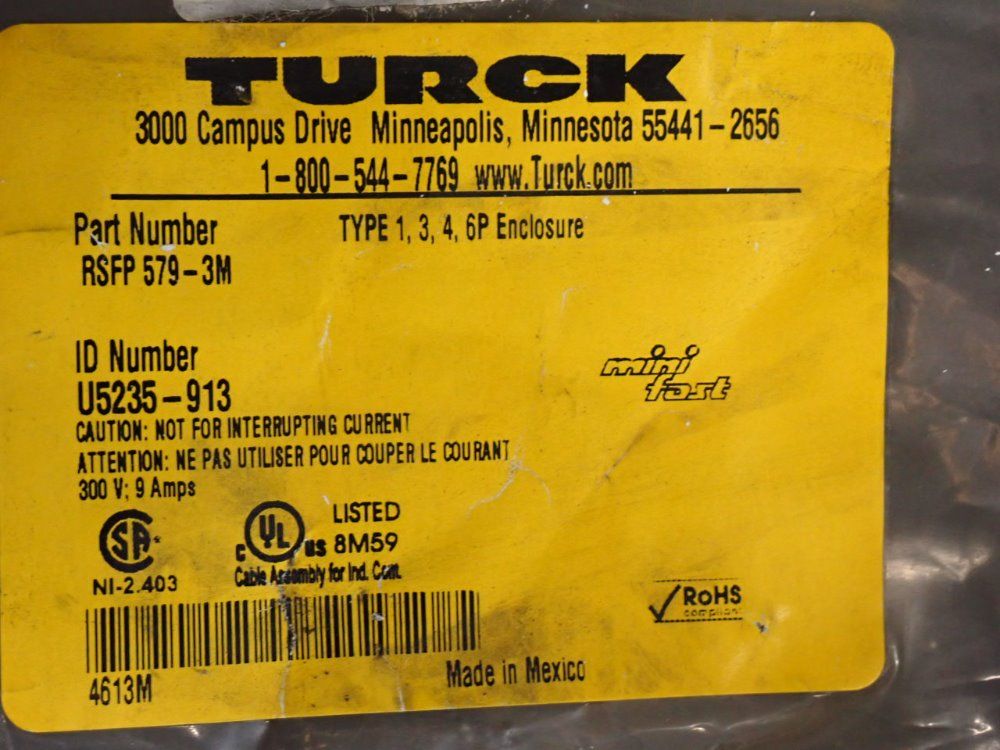 TURCK
3000 Campus Drive Minneapolis, Minnesota 55441-2656
1-800-544-7769 www.Turck.com
Part Number TYPE 1, 3, 4, 6P Enclosure
RSFP 579-3M
ID Number
U5235-913
mini
fast
CAUTION: NOT FOR INTERRUPTING CURRENT
ATTENTION: NE PAS UTILISER POUR COUPER LE COURANT
300 V; 9 Amps
SA
NI-2.403
c UL us LISTED
8M59
Cable Assembly for Ind. Cont.
RoHS
compliant
4613M
Made in Mexico